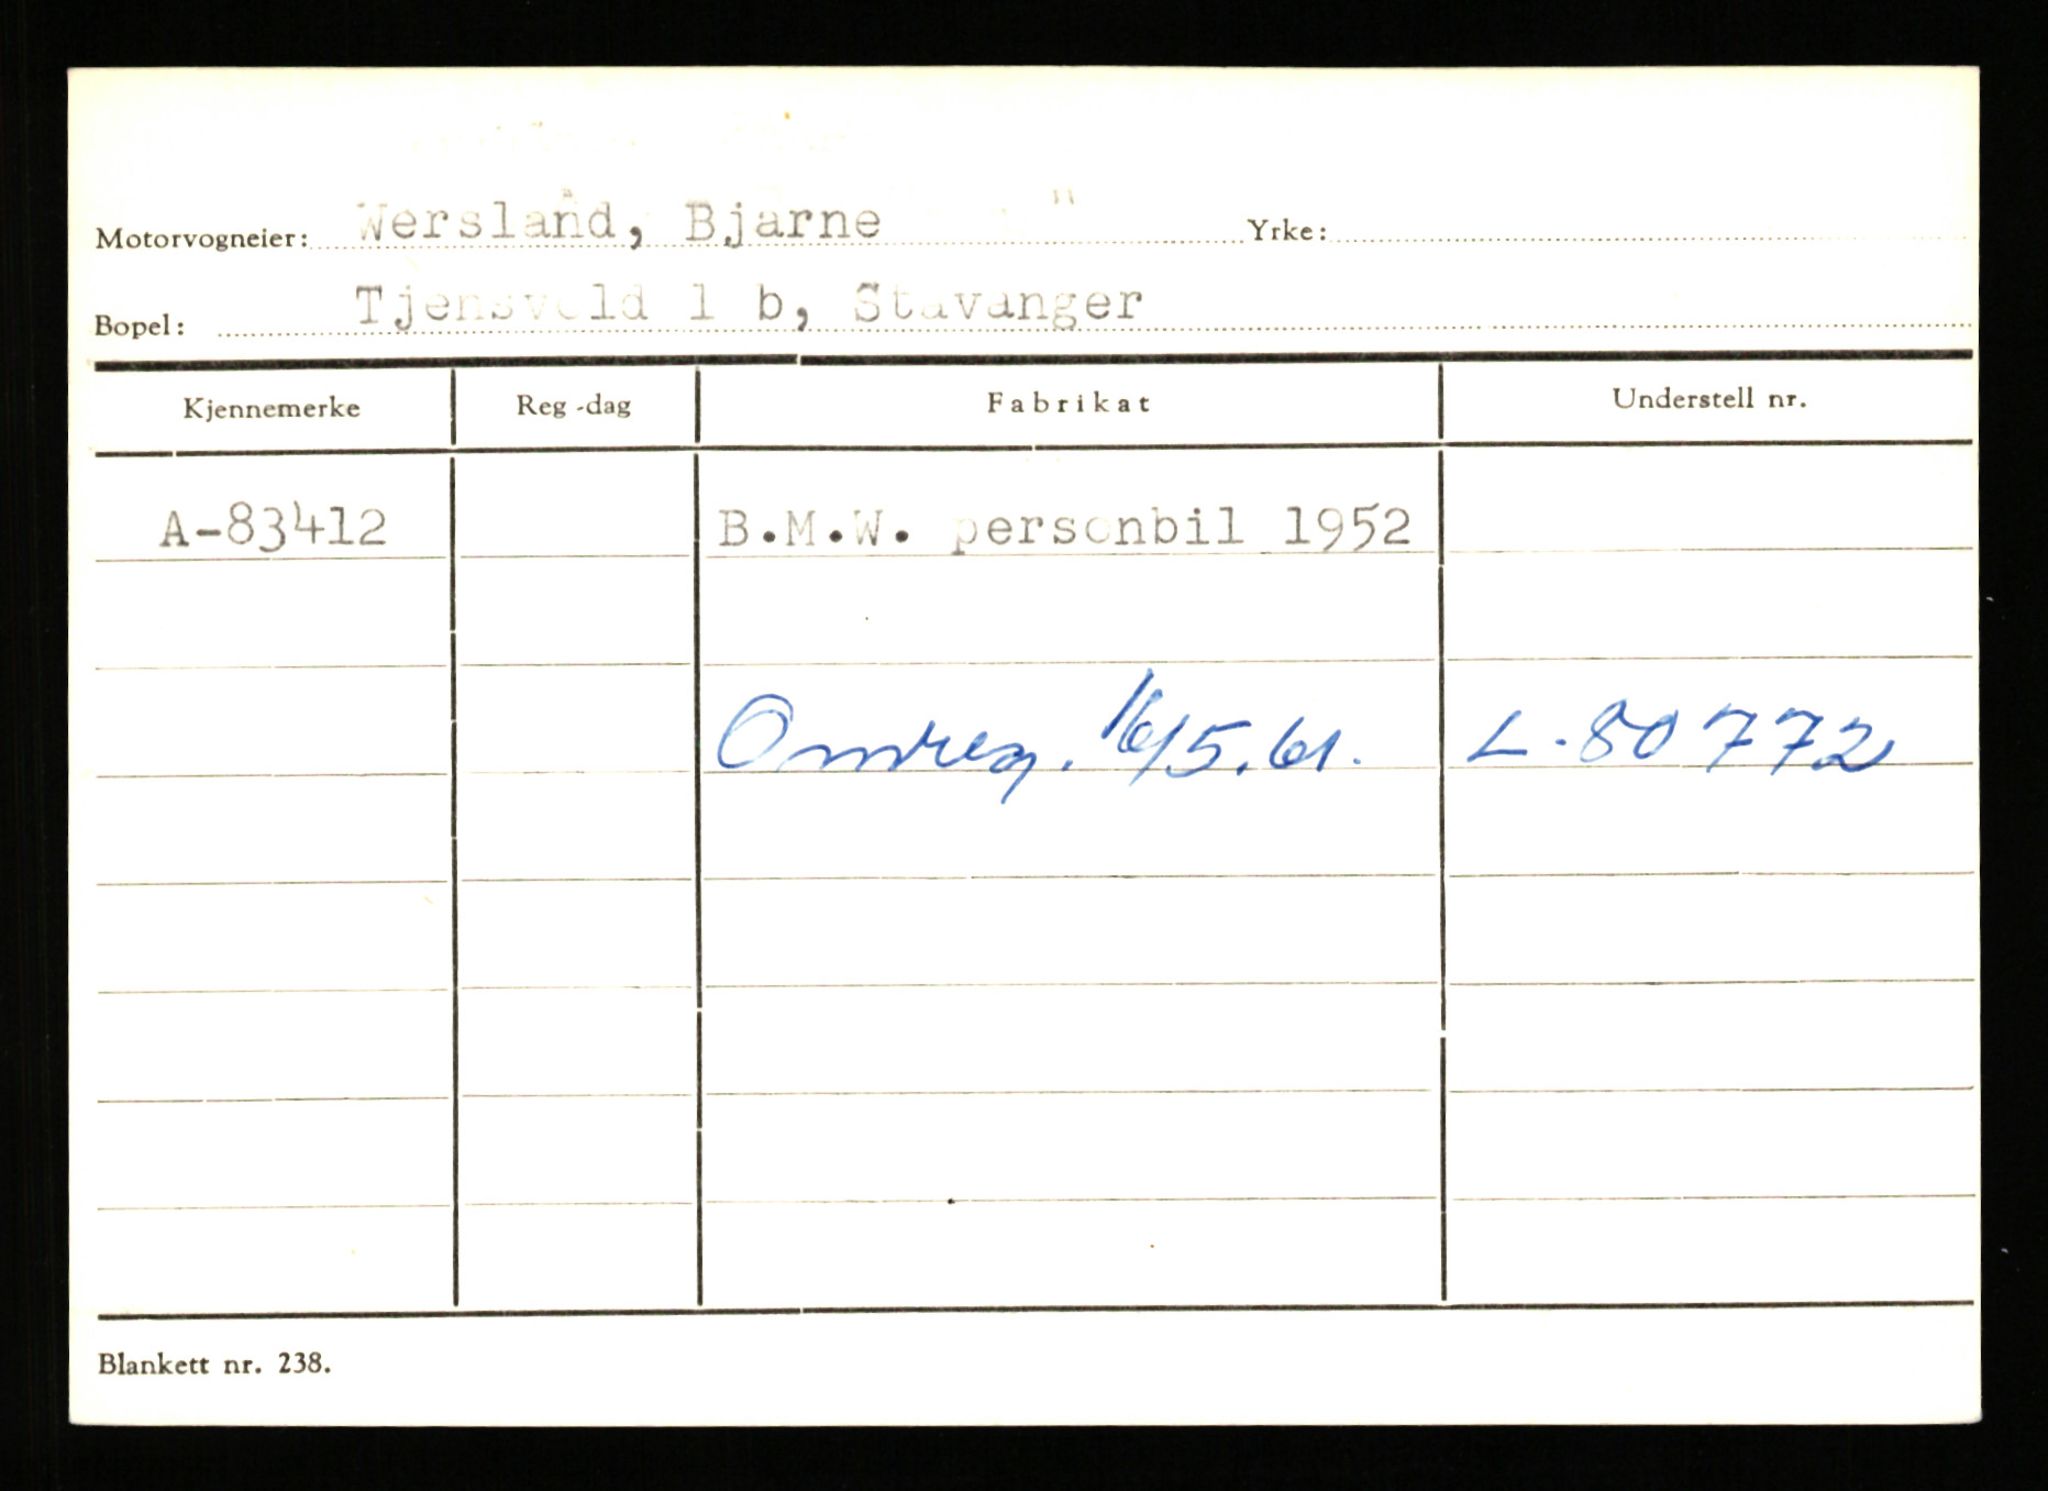 Motorvogneier: Wersland, Bjarne " Yrke:
Bopel: Tjensvold 1 b, Stavanger
Kjennemerke Reg-dag Fabrikat Understell nr.
A-83412 B.M.W. personbil 1952
Omreg. 16/5.61. L-80772
Blankett nr. 238.